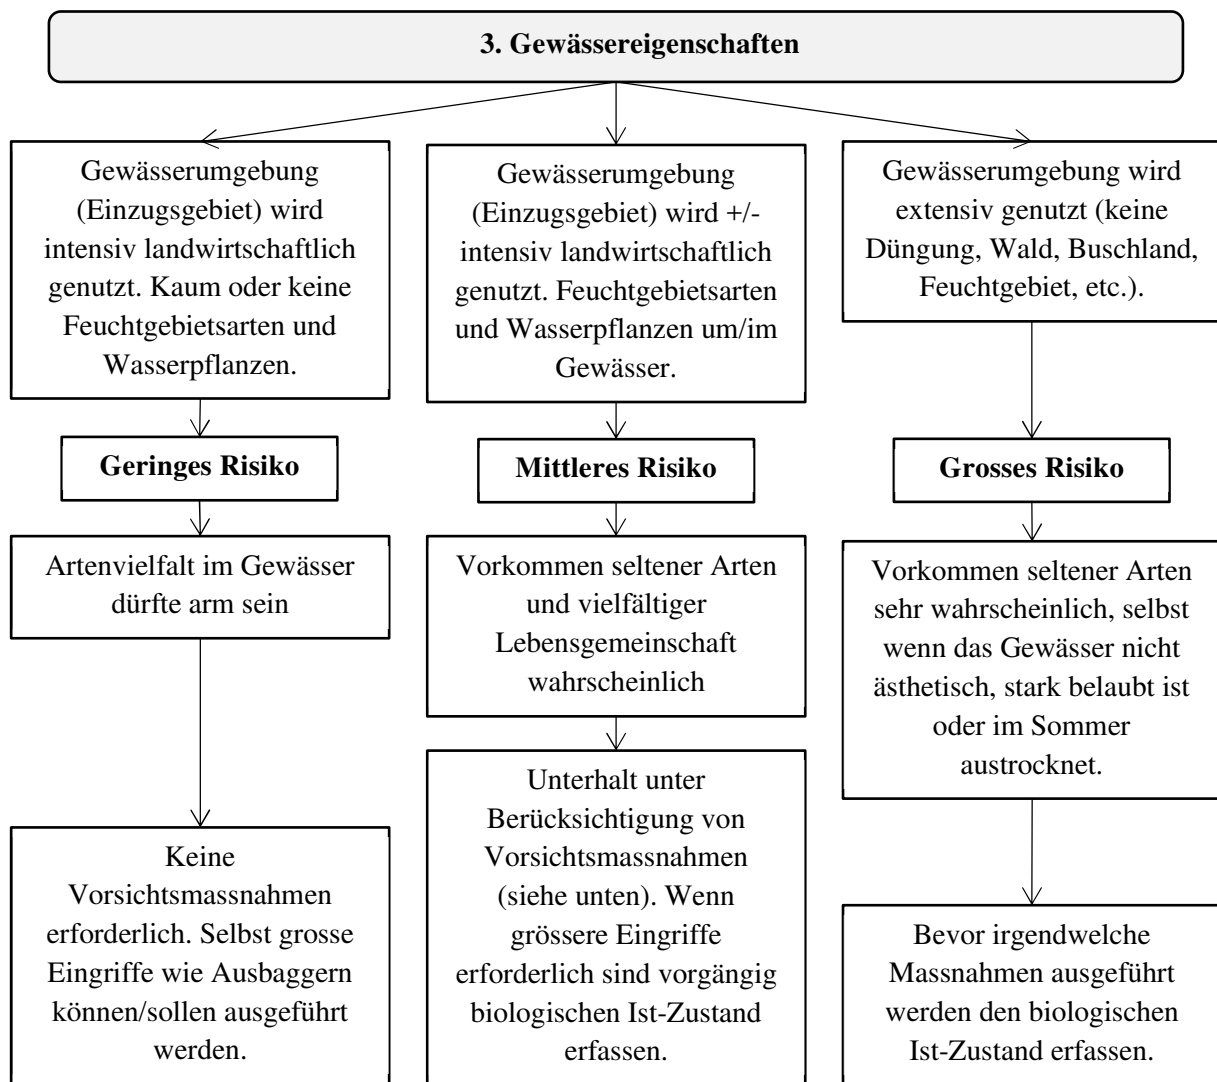 3. Gewässereigenschaften
Gewässerumgebung
(Einzugsgebiet) wird
intensiv landwirtschaftlich
genutzt. Kaum oder keine
Feuchtgebietsarten und
Wasserpflanzen.
Gewässerumgebung
(Einzugsgebiet) wird +/-
intensiv landwirtschaftlich
genutzt. Feuchtgebietsarten
und Wasserpflanzen um/im
Gewässer.
Gewässerumgebung wird
extensiv genutzt (keine
Düngung, Wald, Buschland,
Feuchtgebiet, etc.).
Geringes Risiko
Mittleres Risiko
Grosses Risiko
Artenvielfalt im Gewässer
dürfte arm sein
Vorkommen seltener Arten
und vielfältiger
Lebensgemeinschaft
wahrscheinlich
Vorkommen seltener Arten
sehr wahrscheinlich, selbst
wenn das Gewässer nicht
ästhetisch, stark belaubt ist
oder im Sommer
austrocknet.
Keine
Vorsichtsmassnahmen
erforderlich. Selbst grosse
Eingriffe wie Ausbaggern
können/sollen ausgeführt
werden.
Unterhalt unter
Berücksichtigung von
Vorsichtsmassnahmen
(siehe unten). Wenn
grössere Eingriffe
erforderlich sind vorgängig
biologischen Ist-Zustand
erfassen.
Bevor irgendwelche
Massnahmen ausgeführt
werden den biologischen
Ist-Zustand erfassen.